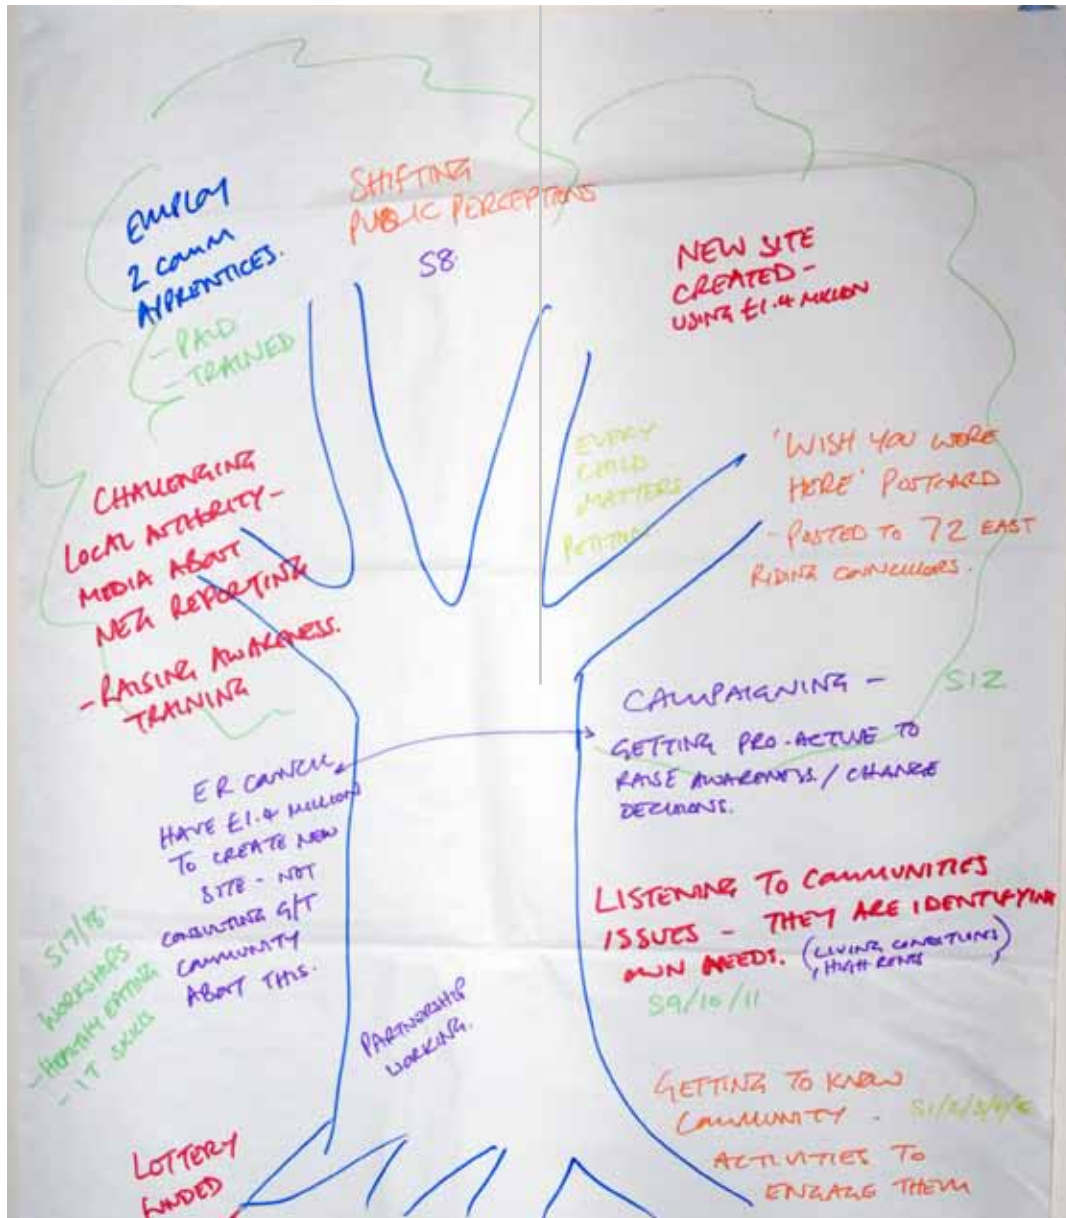 EMPLOY
2 COMM
APPRENTICES.
- PAID
- TRAINED
SHIFTING
PUBLIC PERCEPTIONS
S8
NEW SITE
CREATED -
USING £1.4 MILLION
EVERY
CHILD
MATTERS
PETITION
'WISH YOU WERE
HERE' POSTCARD
- POSTED TO 72 EAST
RIDING COUNCILLORS.
CHALLENGING
LOCAL AUTHORITY -
MEDIA ABOUT
NEG REPORTING
- RAISING AWARENESS.
TRAINING
S12
CAMPAIGNING -
GETTING PRO-ACTIVE TO
RAISE AWARENESS. / CHANGE
DECISIONS.
ER COUNCIL
HAVE £1.4 MILLION
TO CREATE NEW
SITE - NOT
CONSULTING G/T
COMMUNITY
ABOUT THIS.
LISTENING TO COMMUNITIES
ISSUES - THEY ARE IDENTIFYING
OWN NEEDS. (LIVING CONDITIONS)
, HIGH RENTS
S9/10/11
S17/18.
WORKSHOPS
- HEALTHY EATING
- IT SKILLS
PARTNERSHIP
WORKING.
GETTING TO KNOW
COMMUNITY. S1/2/3/4/5
ACTIVITIES TO
ENGAGE THEM
LOTTERY
FUNDED